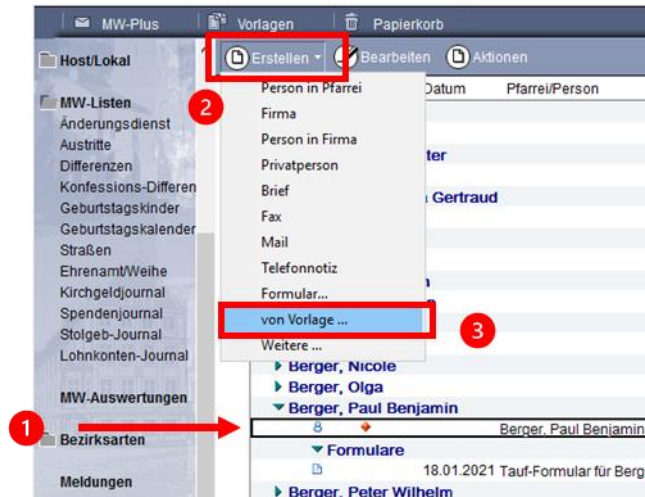 MW-Plus Vorlagen Papierkorb
Host/Lokal
MW-Listen
Änderungsdienst
Austritte
Differenzen
Konfessions-Differen
Geburtstagskinder
Geburtstagskalender
Straßen
Ehrenamt/Weihe
Kirchgeldjournal
Spendenjournal
Stolgeb-Journal
Lohnkonten-Journal
MW-Auswertungen
Bezirksarten
Meldungen
Erstellen Bearbeiten Aktionen
2
Person in Pfarrei
Firma
Person in Firma
Privatperson
Brief
Fax
Mail
Telefonnotiz
Formular...
von Vorlage ...
Weitere ...
3
Datum Pfarrei/Person
ter
Gertraud
Berger, Nicole
Berger, Olga
Berger, Paul Benjamin
1
Berger, Paul Benjamin
Formulare
18.01.2021 Tauf-Formular für Berg
Berger, Peter Wilhelm